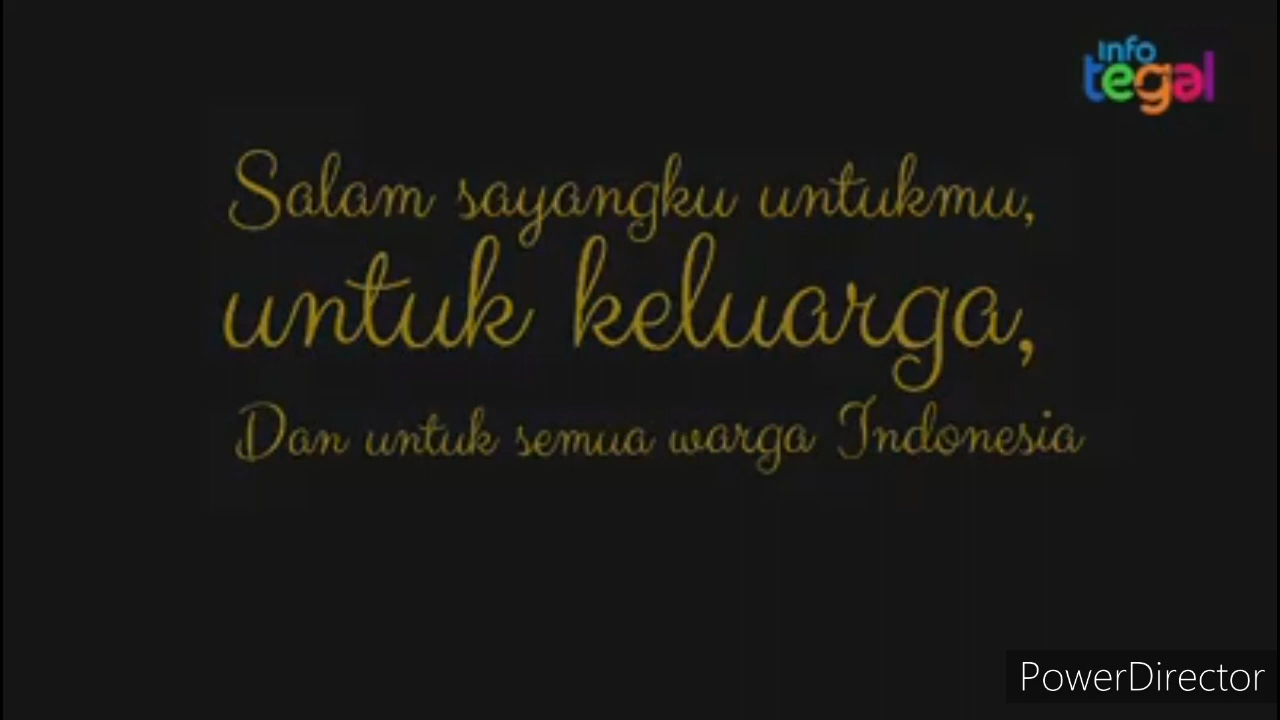 info
tegal
Salam sayangku untukmu,
untuk keluarga,
Dan untuk semua warga Indonesia
PowerDirector